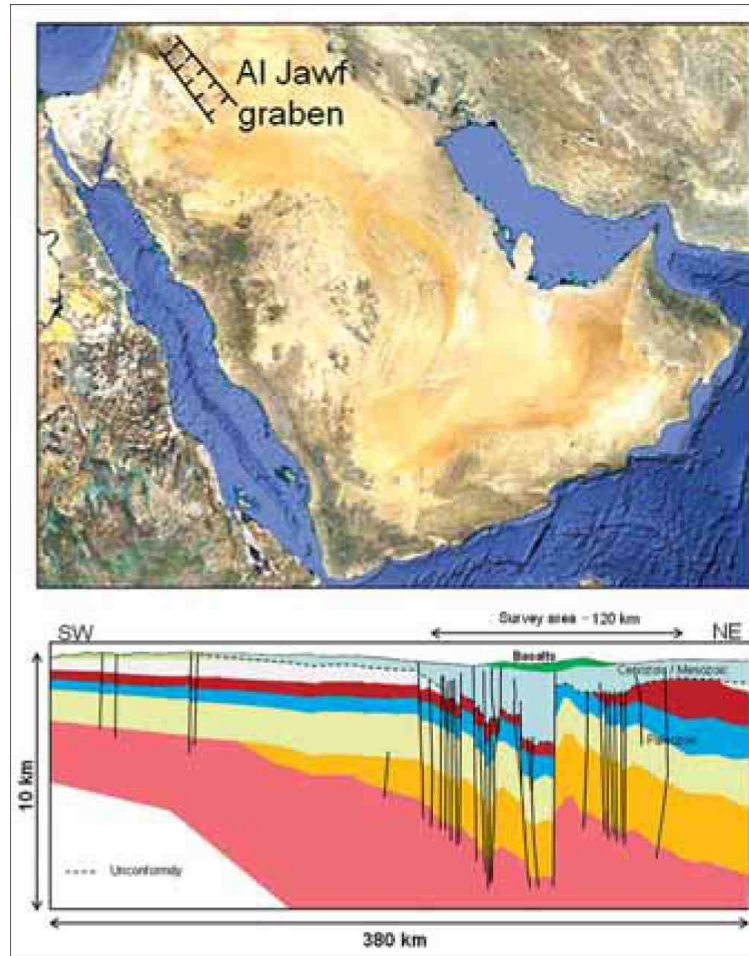 Al Jawf
graben
Survey area ~120 km
SW
NE
Basalts
Cenozoic / Mesozoic
Paleozoic
10 km
Unconformity
380 km